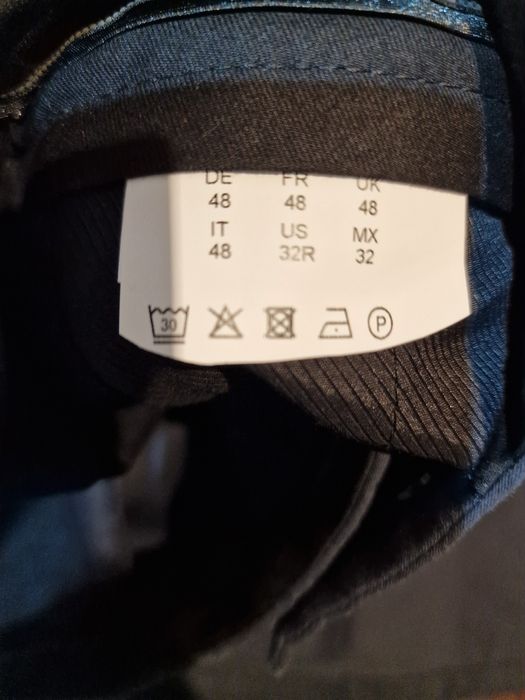 DE FR UK
48 48 48
IT US MX
48 32R 32
30 P